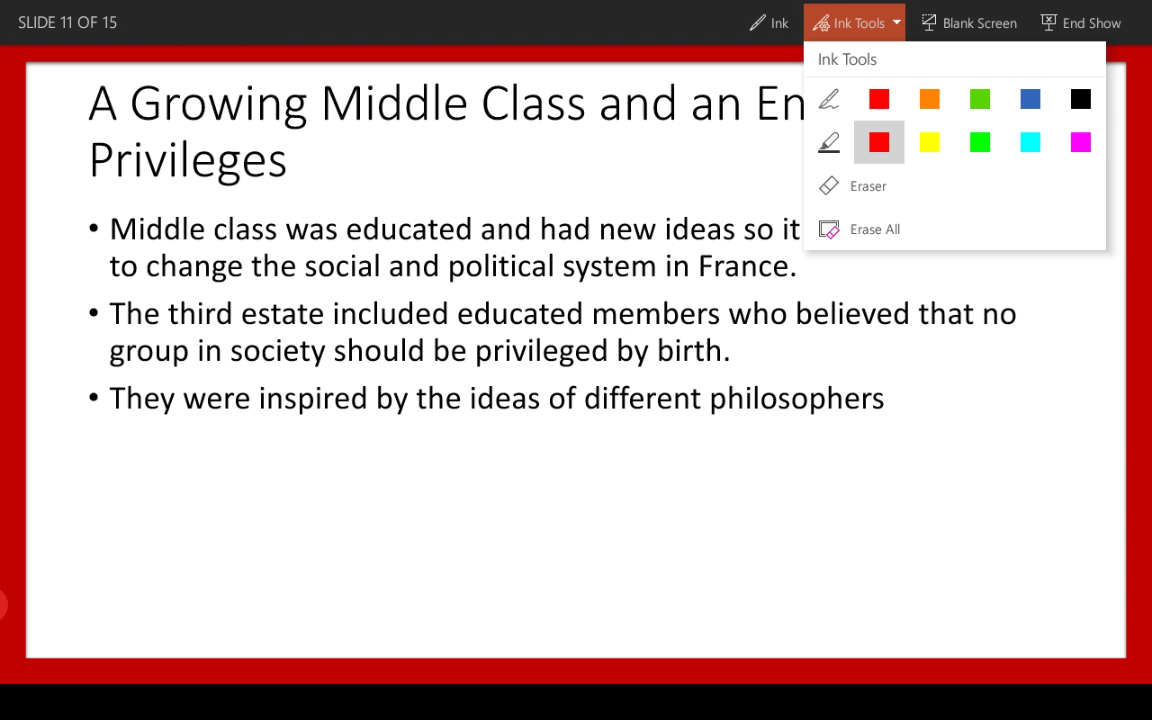 SLIDE 11 OF 15
Ink
Ink Tools
Blank Screen
End Show
Ink Tools
Eraser
Erase All
A Growing Middle Class and an En
Privileges
• Middle class was educated and had new ideas so it
to change the social and political system in France.
• The third estate included educated members who believed that no
group in society should be privileged by birth.
• They were inspired by the ideas of different philosophers